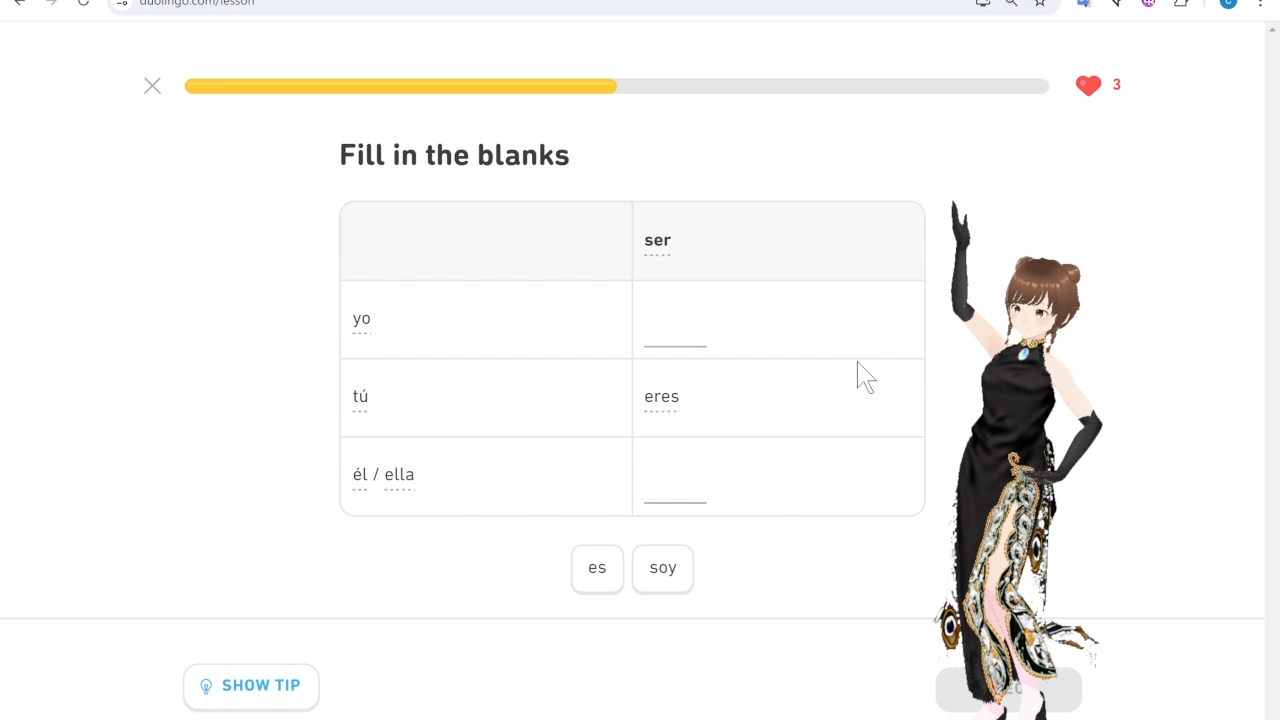 duolingo.com/lesson
3
Fill in the blanks
ser
yo
tú
eres
él / ella
es
soy
SHOW TIP